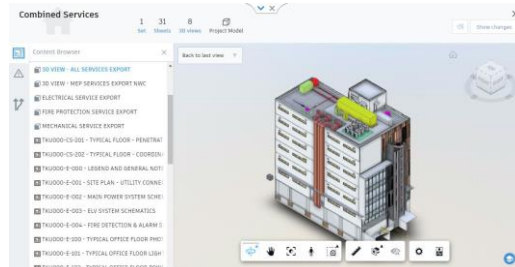 Combined Services
1 31 8
Set Sheets 3D views Project Model
Show changes
Content Browser
Back to last view
3D VIEW - ALL SERVICES EXPORT
3D VIEW - MEP SERVICES EXPORT NWC
ELECTRICAL SERVICE EXPORT
FIRE PROTECTION SERVICE EXPORT
MECHANICAL SERVICE EXPORT
TKU000-CS-201 - TYPICAL FLOOR - PENETRAT
TKU000-CS-202 - TYPICAL FLOOR - COORDIN
TKU000-E-000 - LEGEND AND GENERAL NOT
TKU000-E-001 - SITE PLAN - UTILITY CONNE
TKU000-E-002 - MAIN POWER SYSTEM SCHE
TKU000-E-003 - ELV SYSTEM SCHEMATICS
TKU000-E-004 - FIRE DETECTION & ALARM S
TKU000-E-100 - TYPICAL OFFICE FLOOR
TKU000-E-101 - TYPICAL OFFICE FLOOR LIGH